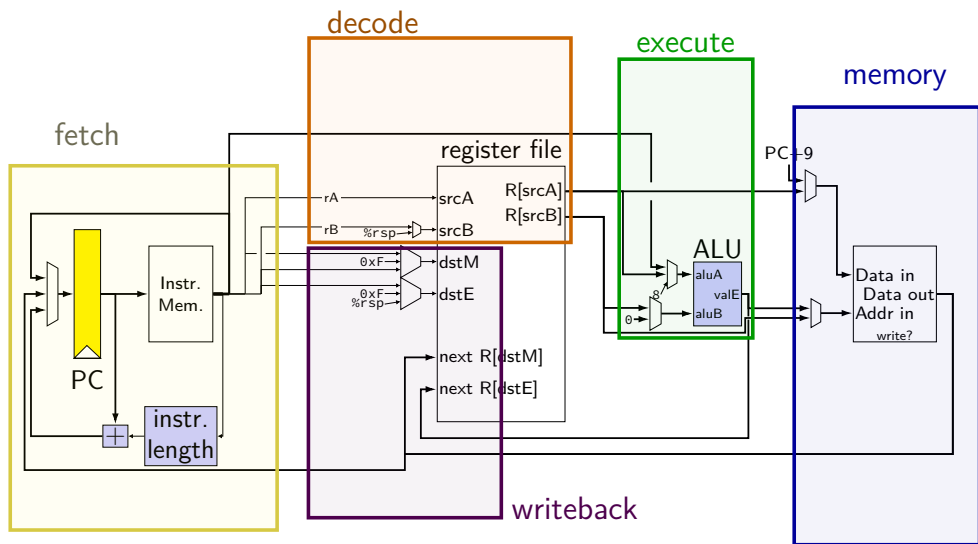 decode
execute
memory
fetch
register file
PC+9
rA
srcA
R[srcA]
R[srcB]
rB
%rsp
srcB
0xF
dstM
0xF
%rsp
dstE
Instr.
Mem.
PC
instr.
length
+
next R[dstM]
next R[dstE]
ALU
aluA
valE
aluB
8
0
Data in
Data out
Addr in
write?
writeback